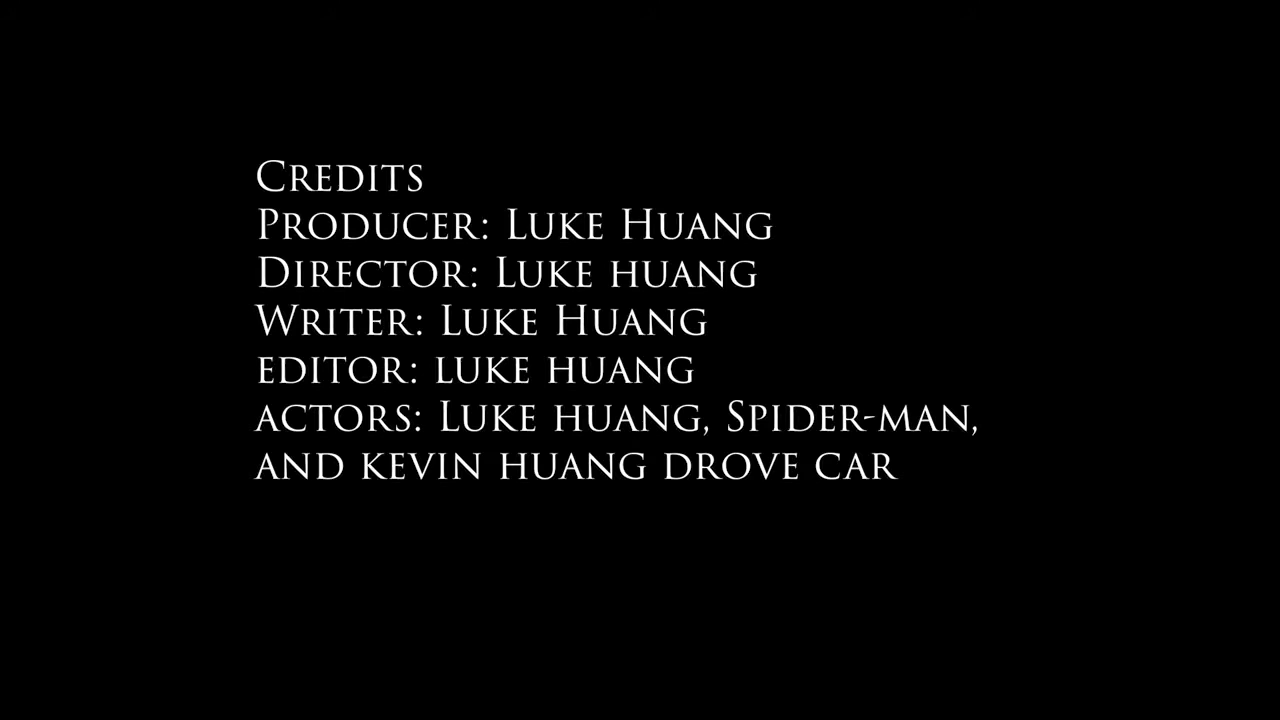 Credits
Producer: Luke Huang
Director: Luke huang
Writer: Luke Huang
editor: luke huang
actors: Luke huang, Spider-man,
and kevin huang drove car